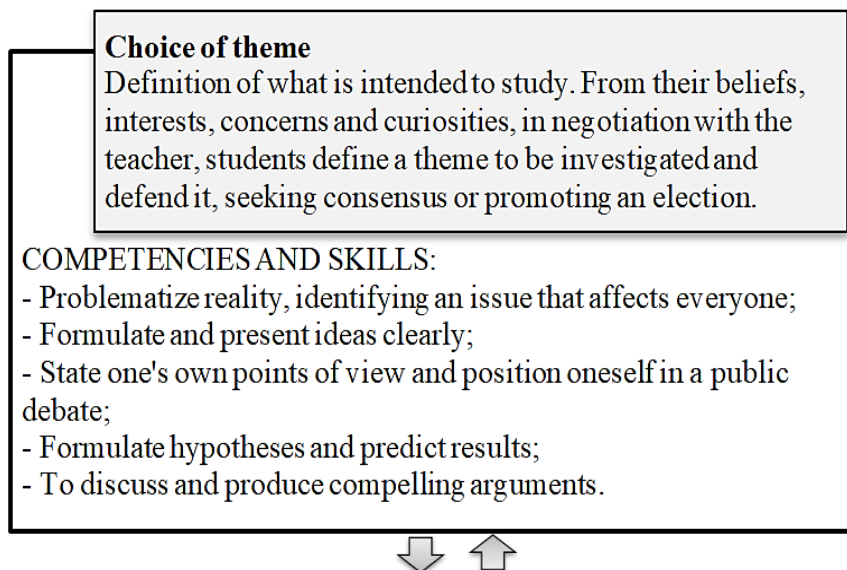 Choice of theme
Definition of what is intended to study. From their beliefs,
interests, concerns and curiosities, in negotiation with the
teacher, students define a theme to be investigated and
defend it, seeking consensus or promoting an election.
COMPETENCIES AND SKILLS:
- Problematize reality, identifying an issue that affects everyone;
- Formulate and present ideas clearly;
- State one's own points of view and position oneself in a public
debate;
- Formulate hypotheses and predict results;
- To discuss and produce compelling arguments.